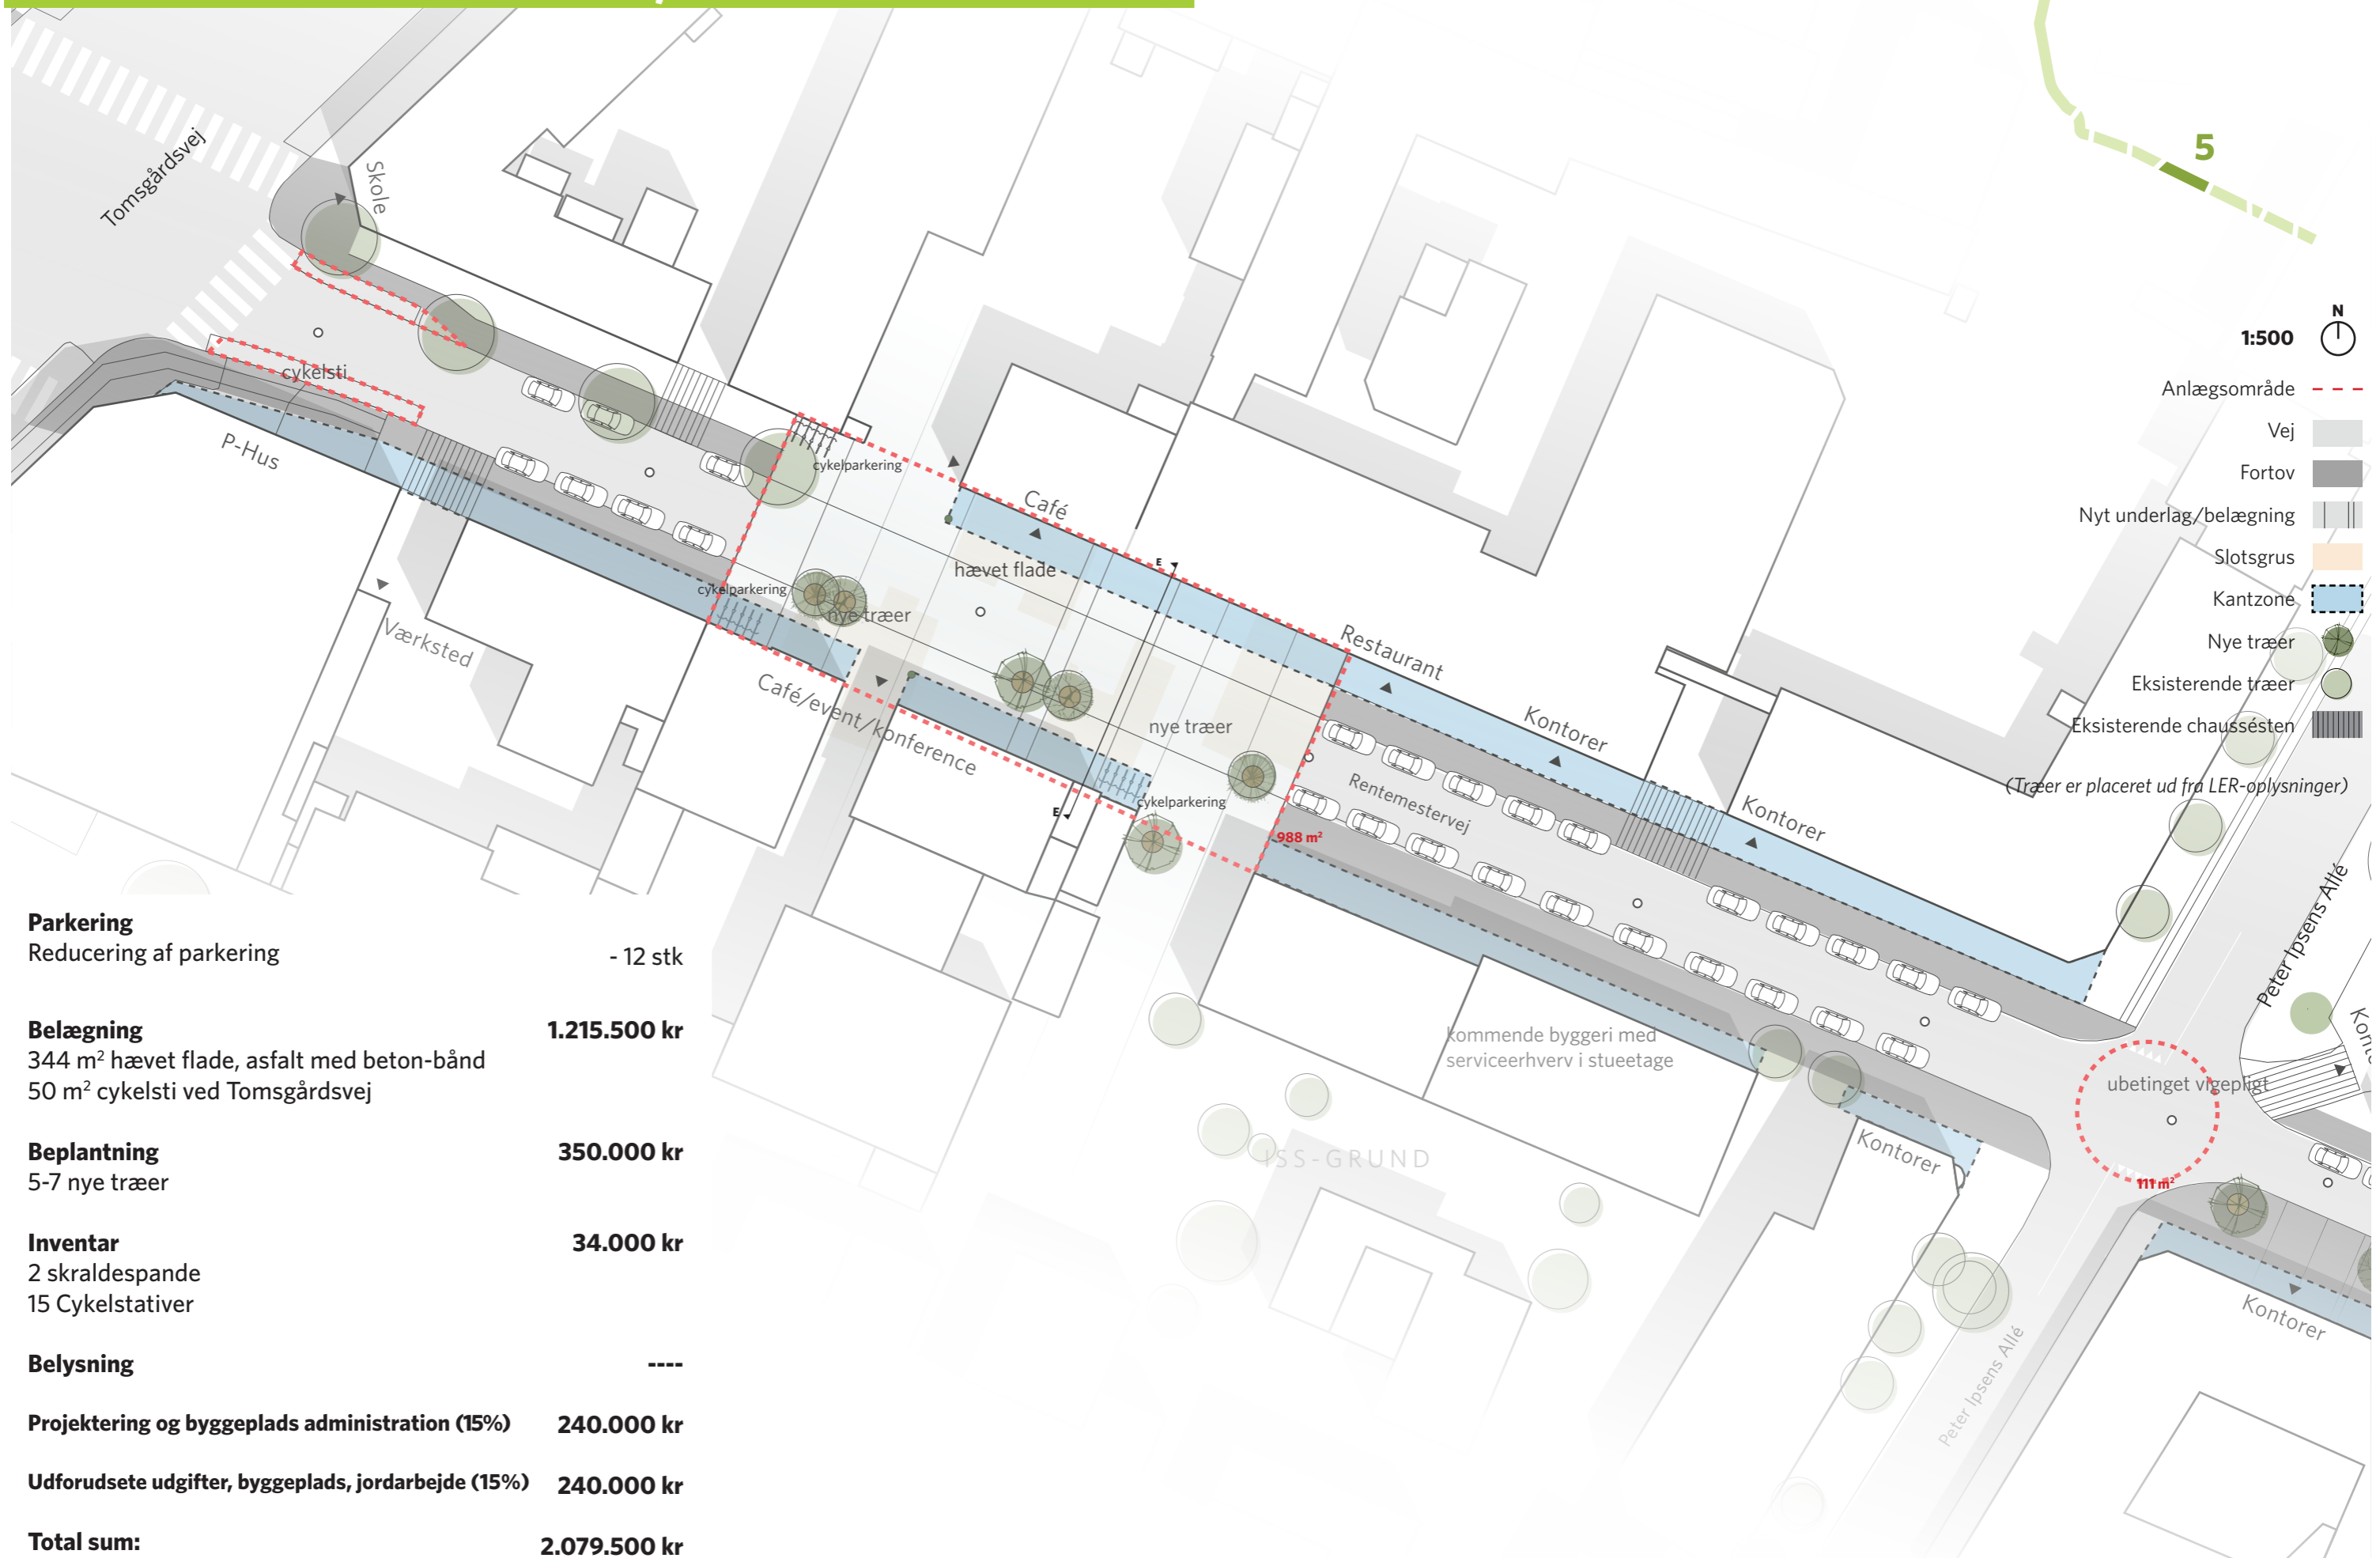 Tomsgårdsvej
Skole
5
N
1:500
Anlægsområde
Vej
Fortov
Nyt underlag/belægning
Slotsgrus
Kantzone
Nye træer
Eksisterende træer
Eksisterende chaussésten
(Træer er placeret ud fra LER-oplysninger)
cykelsti
P-Hus
cykelparkering
Café
hævet flade
E
cykelparkering
nye træer
Værksted
Café/event/konference
Restaurant
nye træer
Kontorer
Rentemestervej
E
cykelparkering
988 m²
Kontorer
Peter Ipsens Allé
kommende byggeri med
serviceerhverv i stueetage
ubetinget vigepligt
Kontorer
ISS-GRUND
111 m²
Kontorer
Peter Ipsens Allé
Parkering
Reducering af parkering - 12 stk
Belægning 1.215.500 kr
344 m² hævet flade, asfalt med beton-bånd
50 m² cykelsti ved Tomsgårdsvej
Beplantning 350.000 kr
5-7 nye træer
Inventar 34.000 kr
2 skraldespande
15 Cykelstativer
Belysning ----
Projektering og byggeplads administration (15%) 240.000 kr
Udforudsete udgifter, byggeplads, jordarbejde (15%) 240.000 kr
Total sum: 2.079.500 kr